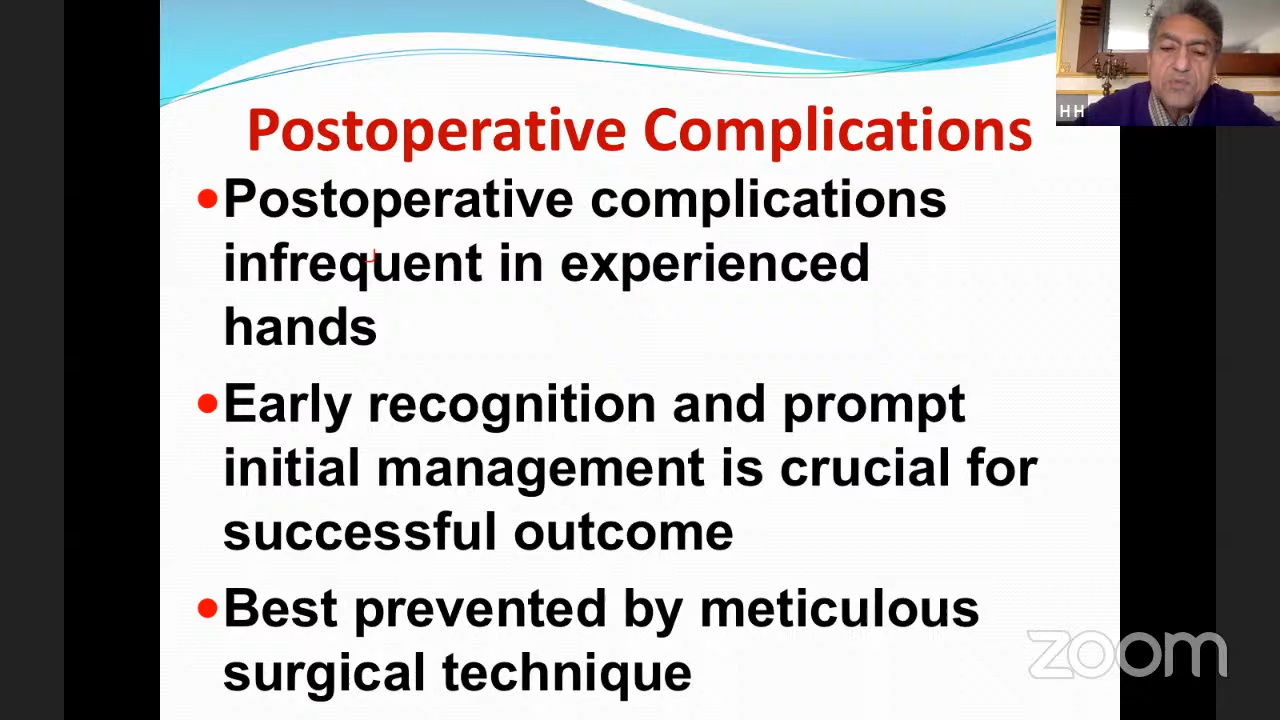 Postoperative Complications
H H
•Postoperative complications
infrequent in experienced
hands
•Early recognition and prompt
initial management is crucial for
successful outcome
•Best prevented by meticulous
surgical technique
zoom